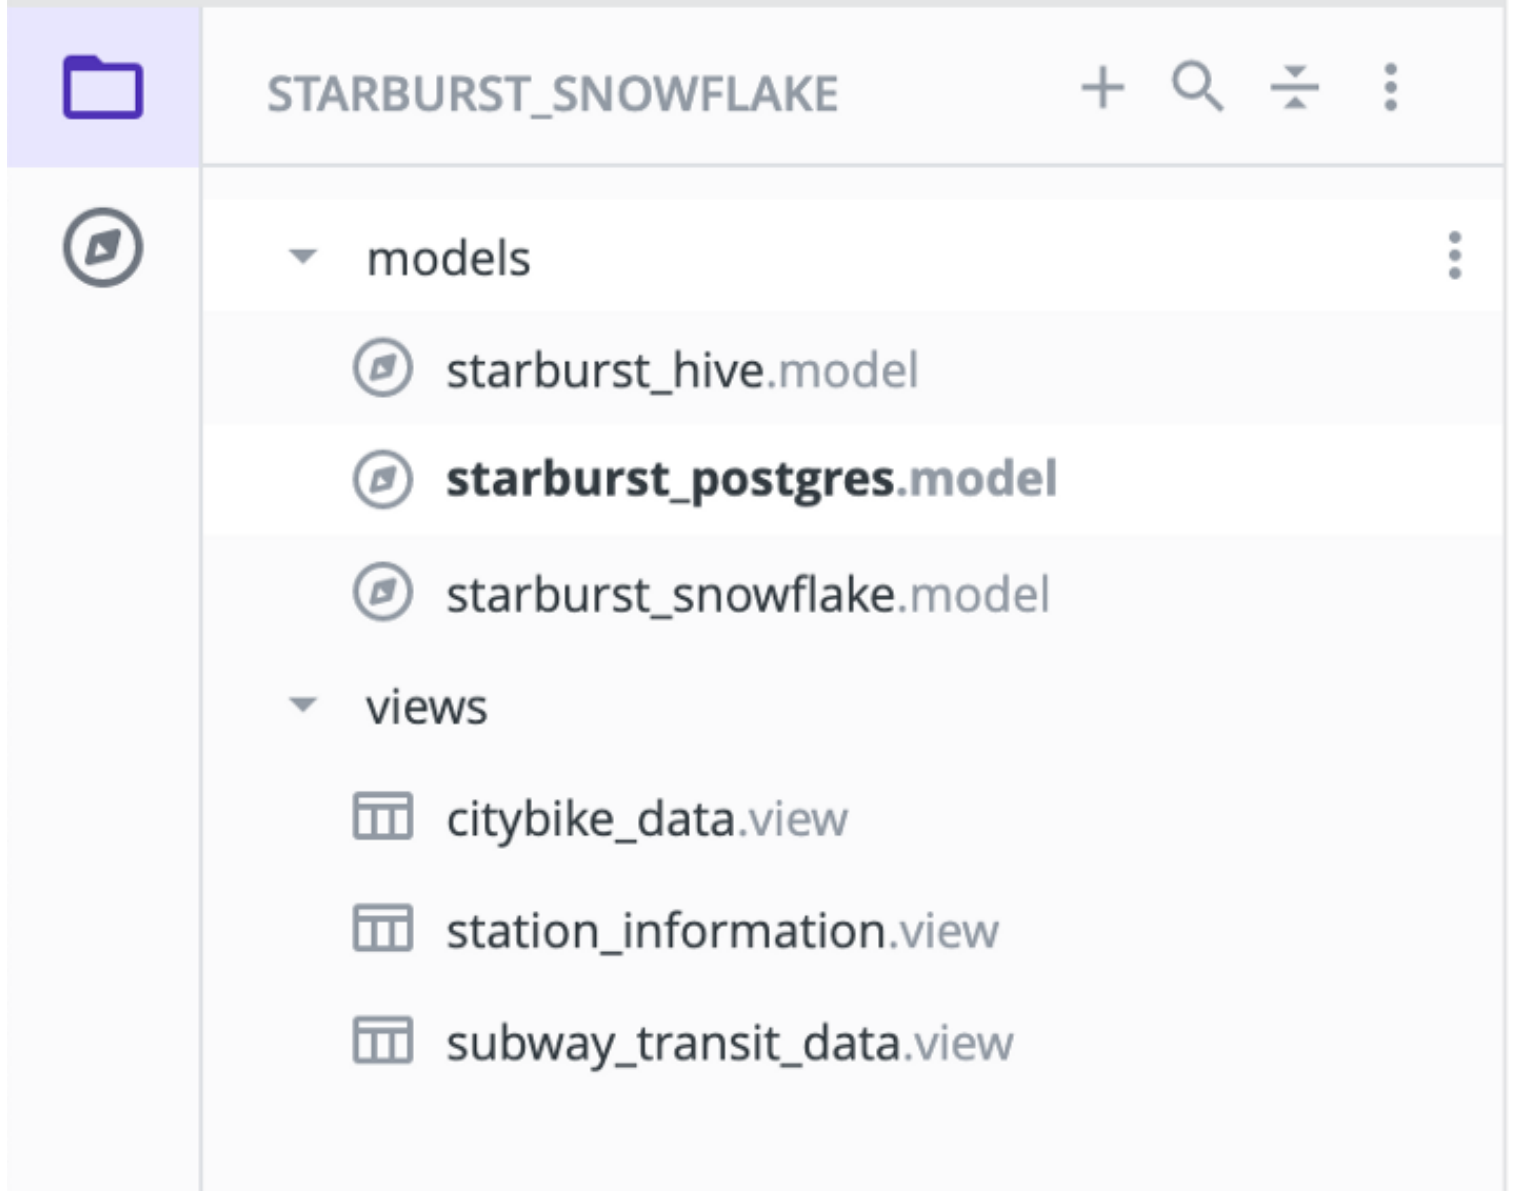 STARBURST_SNOWFLAKE
models
starburst_hive.model
starburst_postgres.model
starburst_snowflake.model
views
citybike_data.view
station_information.view
subway_transit_data.view